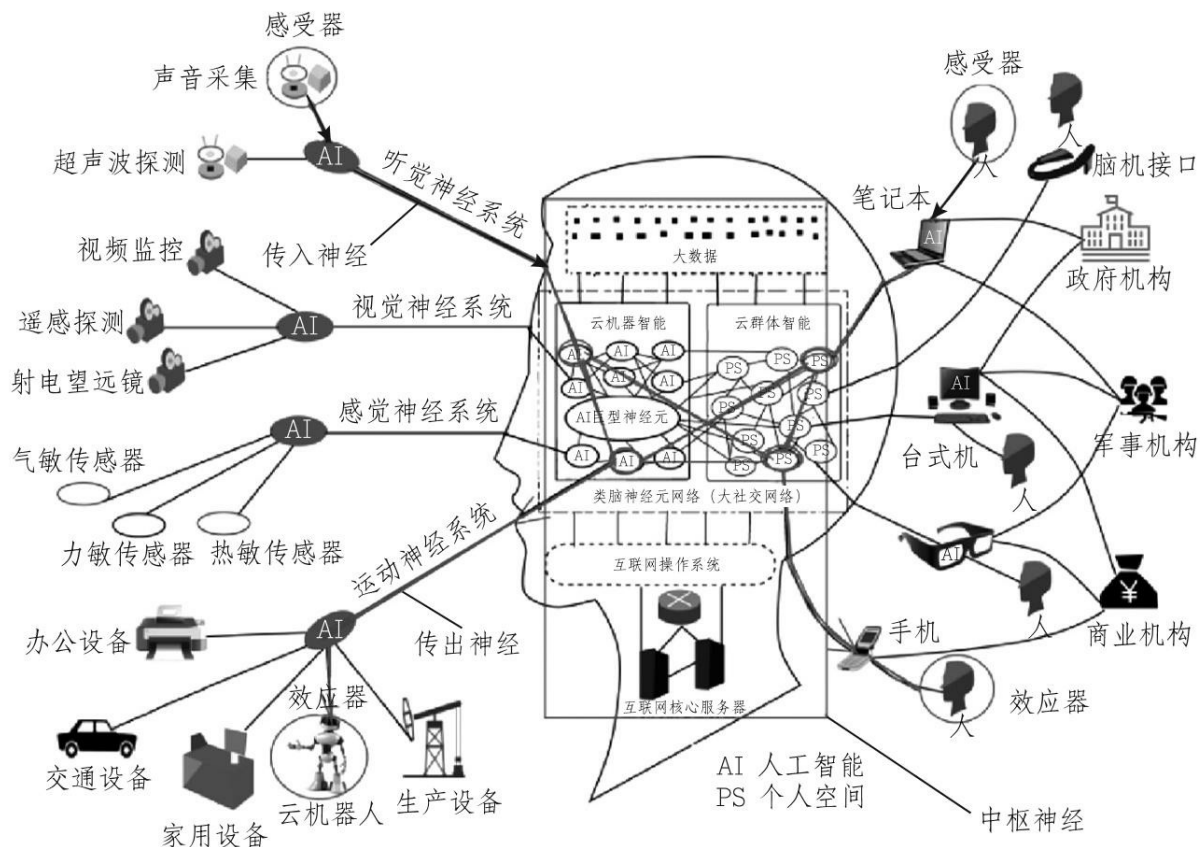 感受器
声音采集
AI
超声波探测
听觉神经系统
传入神经
视频监控
遥感探测
AI
视觉神经系统
射电望远镜
AI
感觉神经系统
气敏传感器
力敏传感器
热敏传感器
运动神经系统
AI
传出神经
办公设备
效应器
交通设备
家用设备
云机器人
生产设备
大数据
云机器智能
云群体智能
AI
AI
AI
AI
AI
AI
AI巨型神经元
AI
AI
AI
PS
PS
PS
PS
PS
PS
PS
PS
PS
PS
PS
PS
PS
类脑神经元网络（大社交网络）
互联网操作系统
互联网核心服务器
感受器
人
人
脑机接口
笔记本
AI
政府机构
AI
台式机
人
军事机构
AI
人
商业机构
手机
人
效应器
AI 人工智能
PS 个人空间
中枢神经